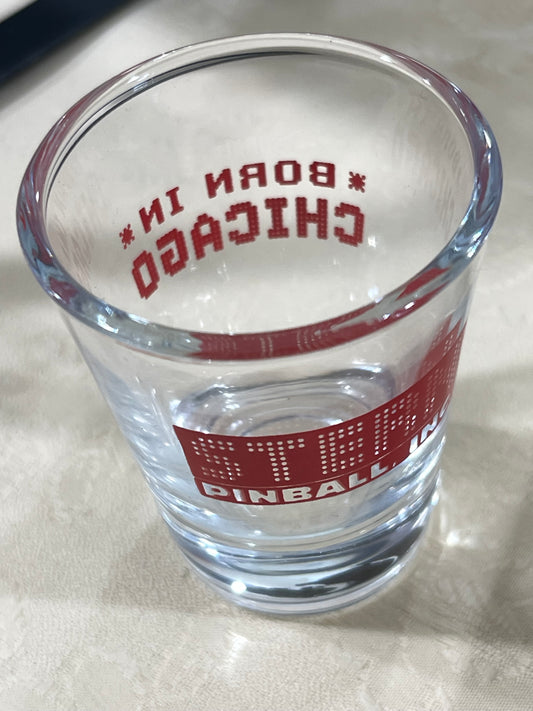 * BORN IN *
CHICAGO
STERN
PINBALL, INC